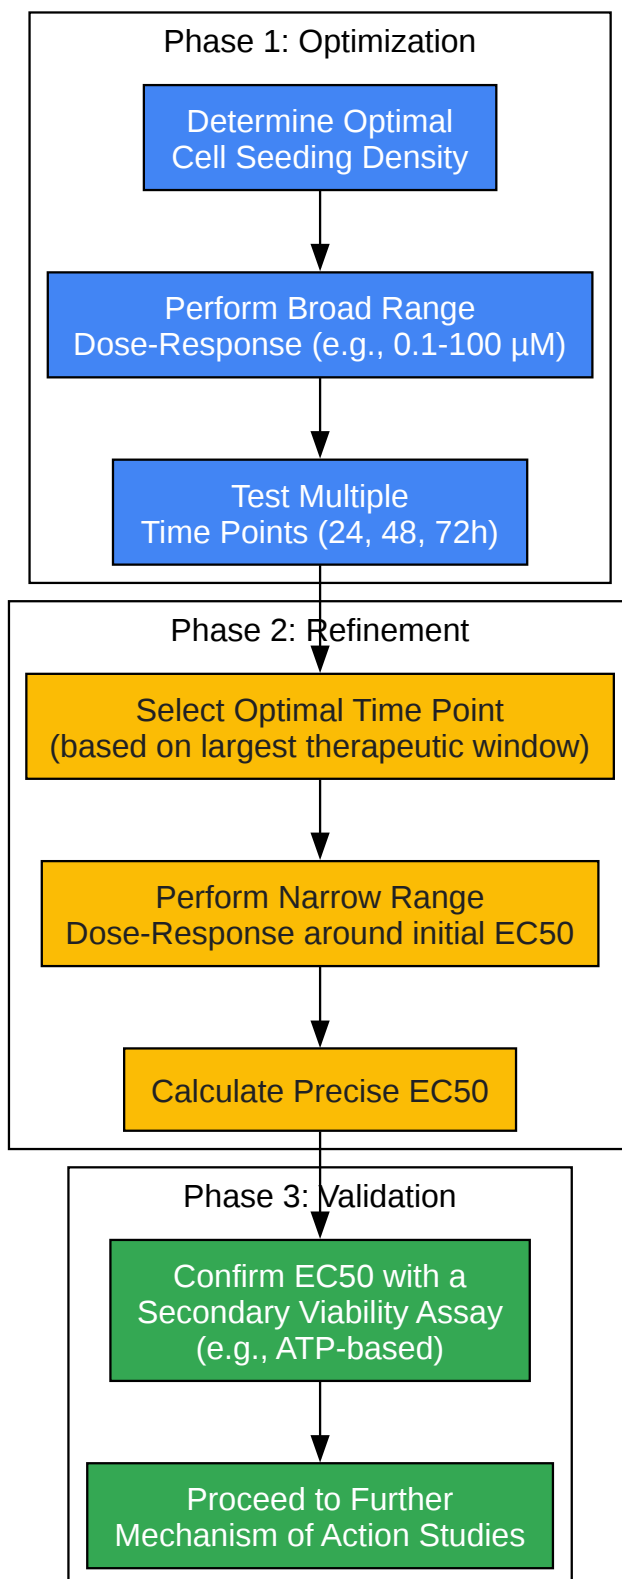 Phase 1: Optimization
Determine Optimal
Cell Seeding Density
Perform Broad Range
Dose-Response (e.g., 0.1-100 µM)
Test Multiple
Time Points (24, 48, 72h)
Phase 2: Refinement
Select Optimal Time Point
(based on largest therapeutic window)
Perform Narrow Range
Dose-Response around initial EC50
Calculate Precise EC50
Phase 3: Validation
Confirm EC50 with a
Secondary Viability Assay
(e.g., ATP-based)
Proceed to Further
Mechanism of Action Studies